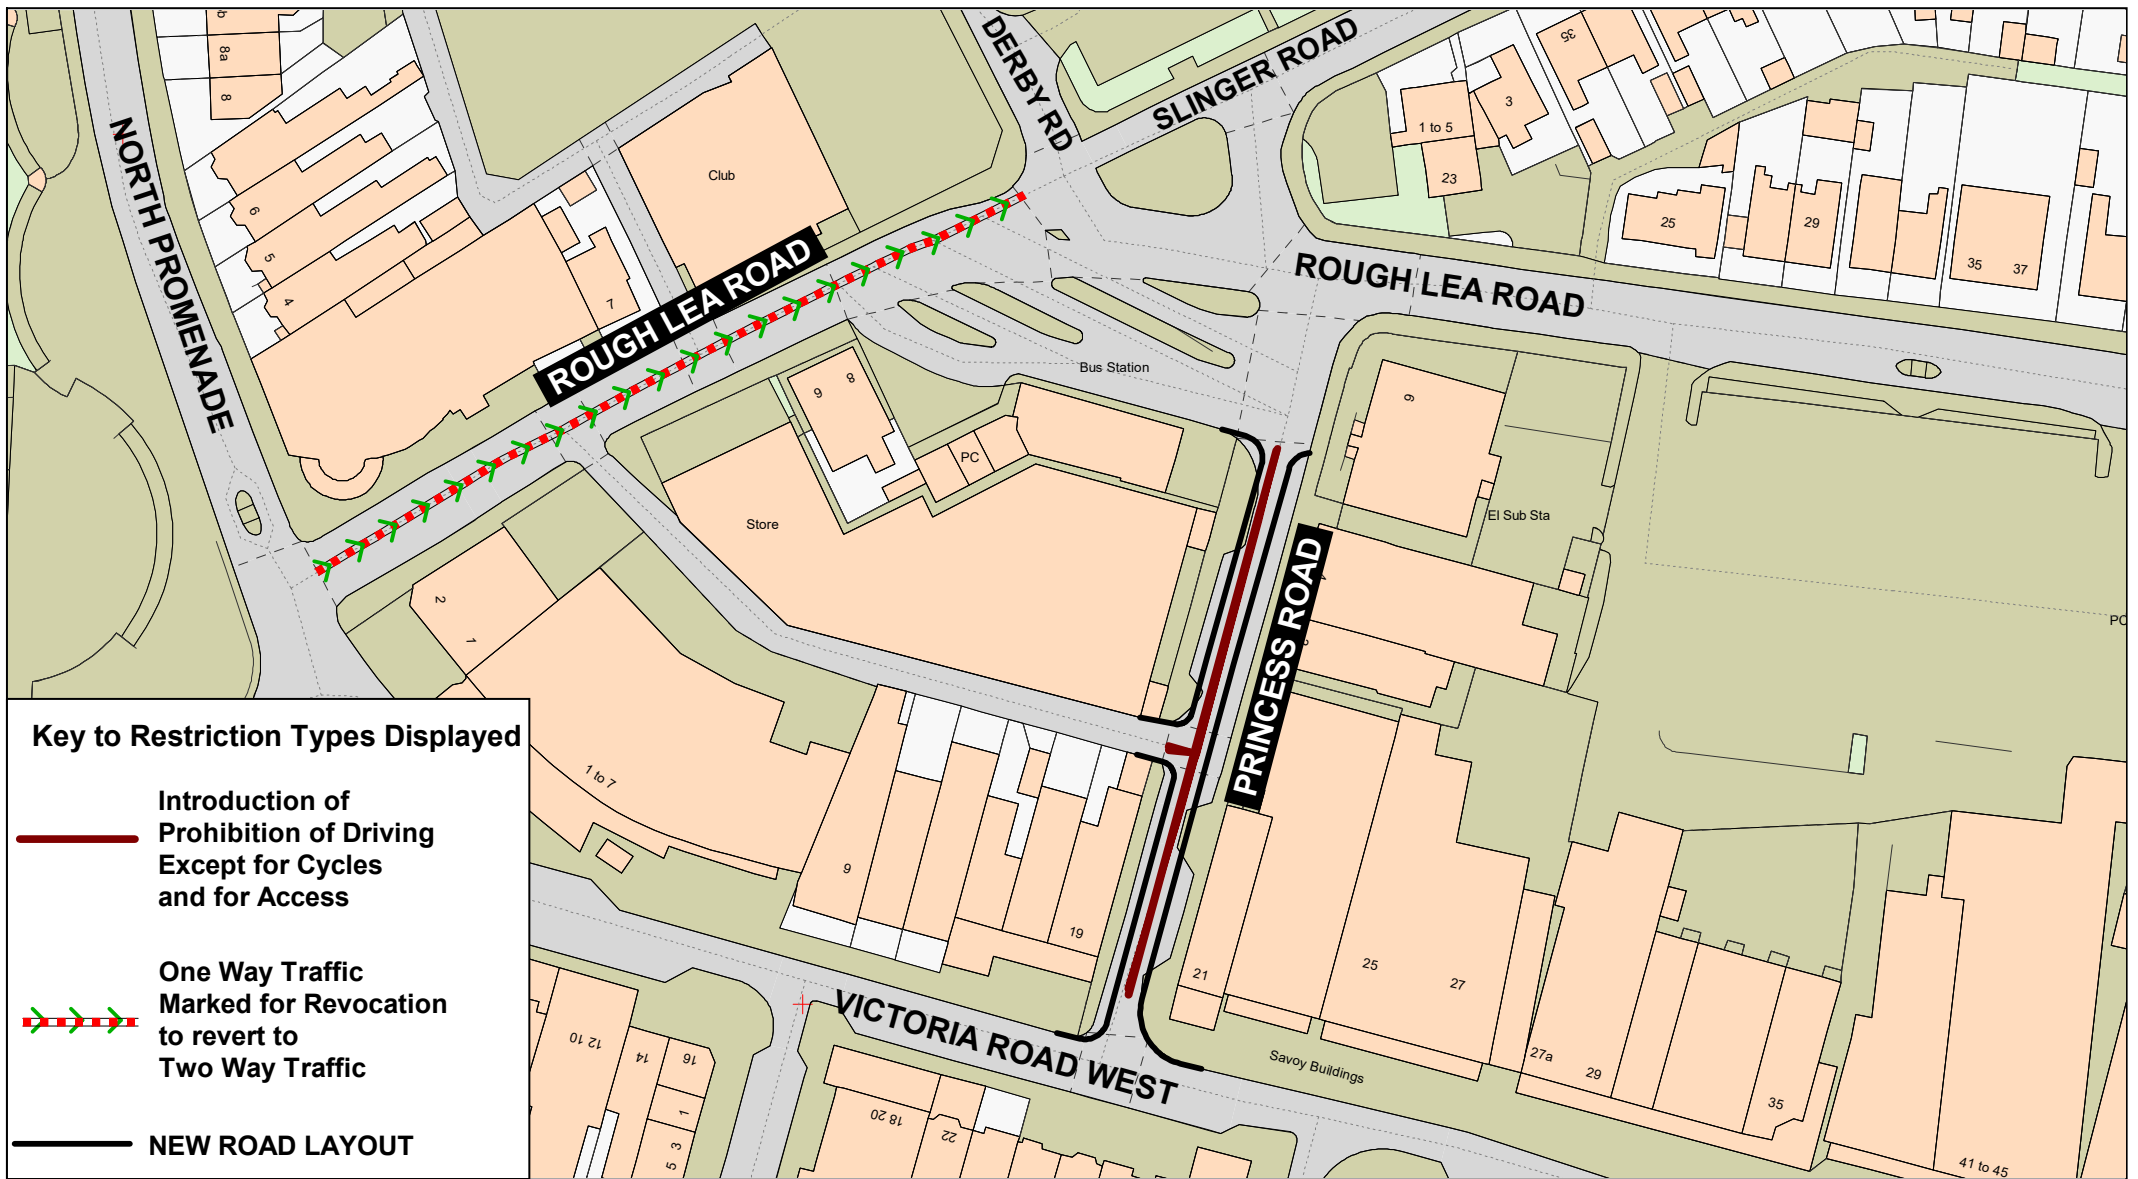 8a
8
6
5
4
7
Club
NORTH PROMENADE
DERBY RD
SLINGER ROAD
35
3
1 to 5
23
25
29
35
37
ROUGH LEA ROAD
ROUGH LEA ROAD
Bus Station
9
8
PC
Store
El Sub Sta
PRINCESS ROAD
PC
2
1
1 to 7
9
19
21
25
27
27a
29
35
41 to 45
Savoy Buildings
VICTORIA ROAD WEST
12 10
14
16
1
5 3
18 20
22
Key to Restriction Types Displayed
Introduction of
Prohibition of Driving
Except for Cycles
and for Access
One Way Traffic
Marked for Revocation
to revert to
Two Way Traffic
NEW ROAD LAYOUT